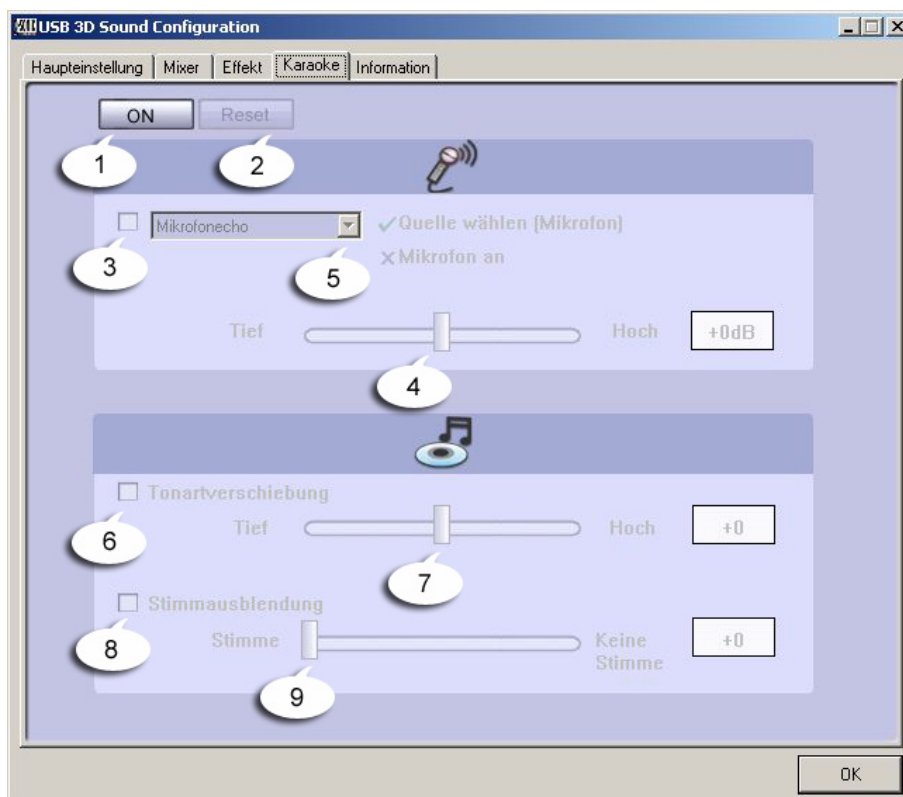 USB 3D Sound Configuration
Haupteinstellung Mixer Effekt Karaoke Information
ON Reset
1 2
Mikrofonecho Quelle wählen (Mikrofon)
Mikrofon an
3 5
Tief Hoch +0dB
4
Tonartverschiebung
Tief Hoch +0
6
7
Stimmausblendung
Stimme Keine Stimme +0
8
9
OK